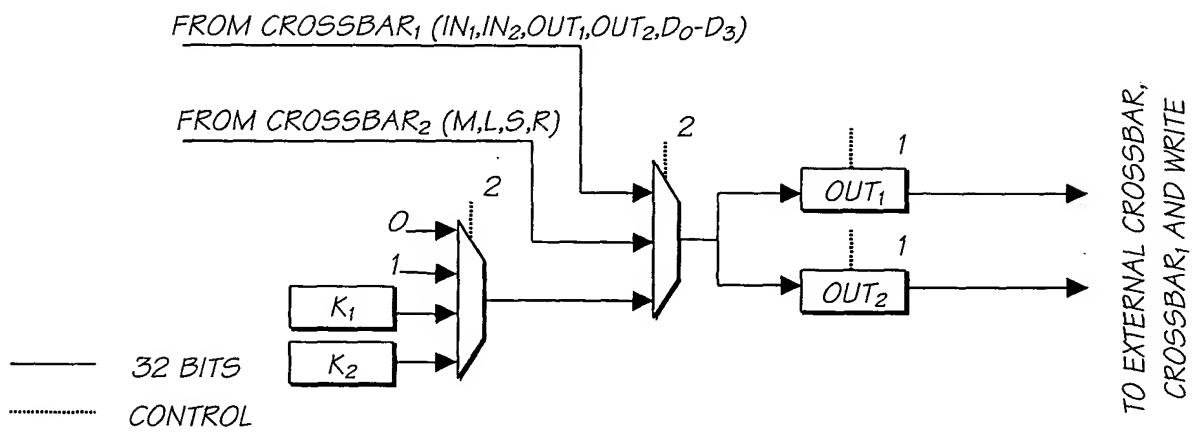 FROM CROSSBAR₁ (IN₁,IN₂,OUT₁,OUT₂,D₀-D₃)
FROM CROSSBAR₂ (M,L,S,R)
2
2
1
OUT₁
0
1
1
OUT₂
K₁
K₂
32 BITS
CONTROL
TO EXTERNAL CROSSBAR,
CROSSBAR₁ AND WRITE